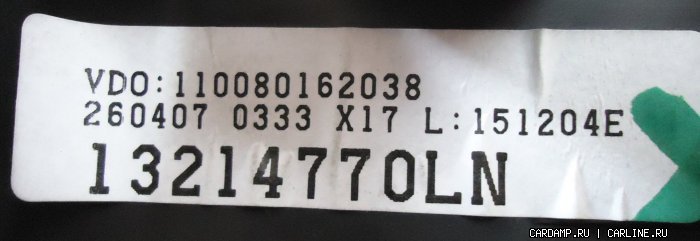 VDO:110080162038
260407 0333 X17 L:151204E
13214770LN
CARDAMP.RU | CARLINE.RU